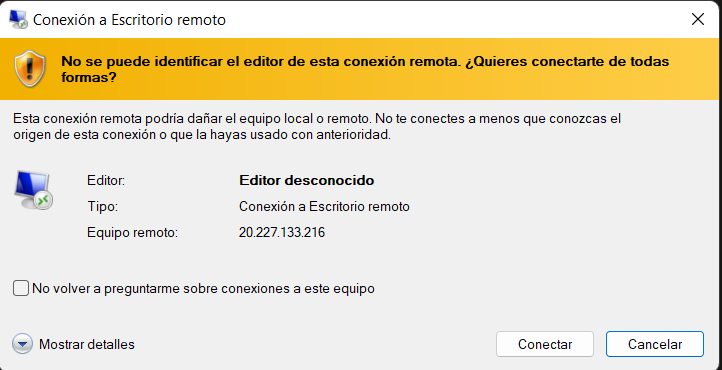 Conexión a Escritorio remoto
No se puede identificar el editor de esta conexión remota. ¿Quieres conectarte de todas
formas?
Esta conexión remota podría dañar el equipo local o remoto. No te conectes a menos que conozcas el
origen de esta conexión o que la hayas usado con anterioridad.
Editor: Editor desconocido
Tipo: Conexión a Escritorio remoto
Equipo remoto: 20.227.133.216
No volver a preguntarme sobre conexiones a este equipo
Mostrar detalles Conectar Cancelar